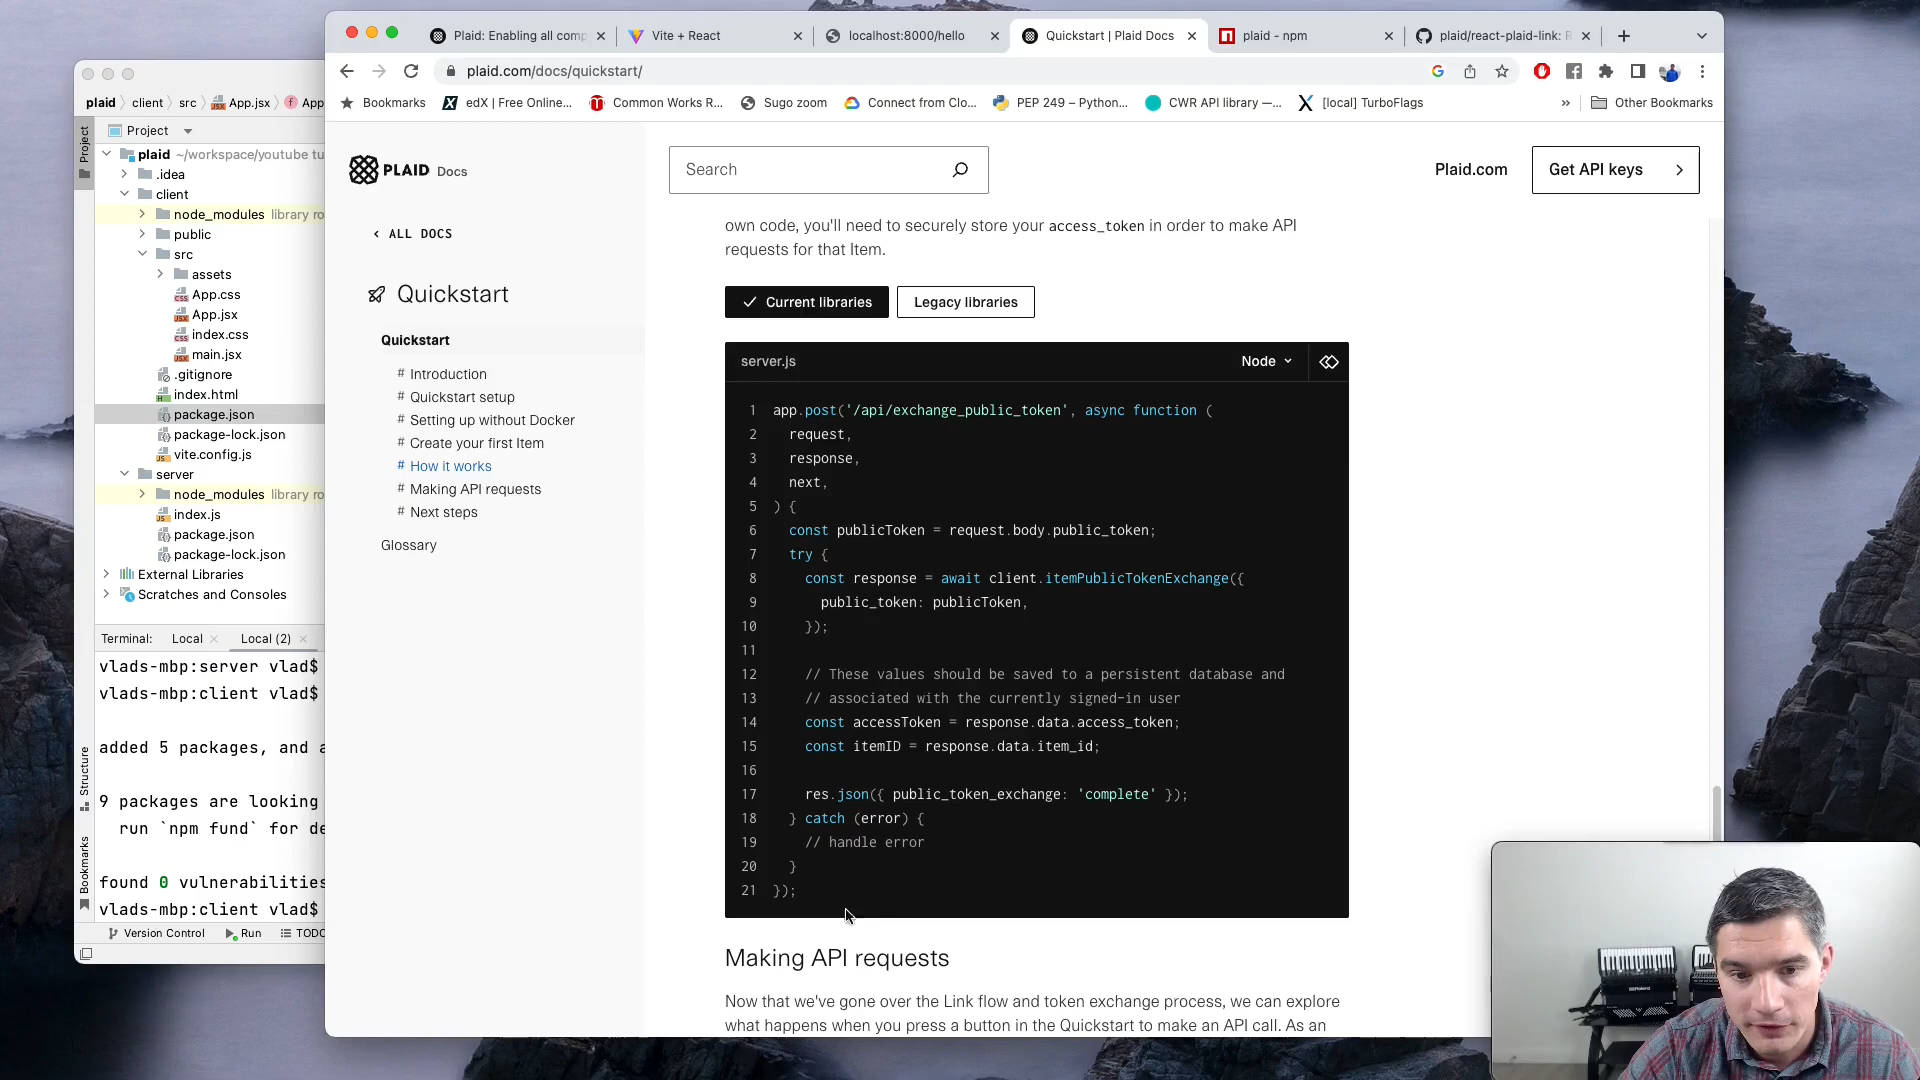 Plaid: Enabling all comp
Vite + React
localhost:8000/hello
Quickstart | Plaid Docs
plaid - npm
plaid/react-plaid-link: R
plaid.com/docs/quickstart/
Bookmarks
edX | Free Online...
Common Works R...
Sugo zoom
Connect from Clo...
PEP 249 – Python...
CWR API library —...
[local] TurboFlags
»
Other Bookmarks
plaid
client
src
App.jsx
App
Project
Project
plaid ~/workspace/youtube tu
.idea
client
node_modules library ro
public
src
assets
App.css
App.jsx
index.css
main.jsx
.gitignore
index.html
package.json
package-lock.json
vite.config.js
server
node_modules library ro
index.js
package.json
package-lock.json
External Libraries
Scratches and Consoles
Structure
Bookmarks
Terminal: Local Local (2)
vlads-mbp:server vlad$
vlads-mbp:client vlad$
added 5 packages, and a
9 packages are looking
run `npm fund` for de
found 0 vulnerabilities
vlads-mbp:client vlad$
Version Control
Run
TODO
PLAID Docs
Search
Plaid.com
Get API keys
ALL DOCS
Quickstart
Quickstart
# Introduction
# Quickstart setup
# Setting up without Docker
# Create your first Item
# How it works
# Making API requests
# Next steps
Glossary
own code, you'll need to securely store your access_token in order to make API
requests for that Item.
Current libraries
Legacy libraries
server.js
Node
1 app.post('/api/exchange_public_token', async function (
2 request,
3 response,
4 next,
5 ) {
6 const publicToken = request.body.public_token;
7 try {
8 const response = await client.itemPublicTokenExchange({
9 public_token: publicToken,
10 });
11
12 // These values should be saved to a persistent database and
13 // associated with the currently signed-in user
14 const accessToken = response.data.access_token;
15 const itemID = response.data.item_id;
16
17 res.json({ public_token_exchange: 'complete' });
18 } catch (error) {
19 // handle error
20 }
21 });
Making API requests
Now that we've gone over the Link flow and token exchange process, we can explore
what happens when you press a button in the Quickstart to make an API call. As an
Roland